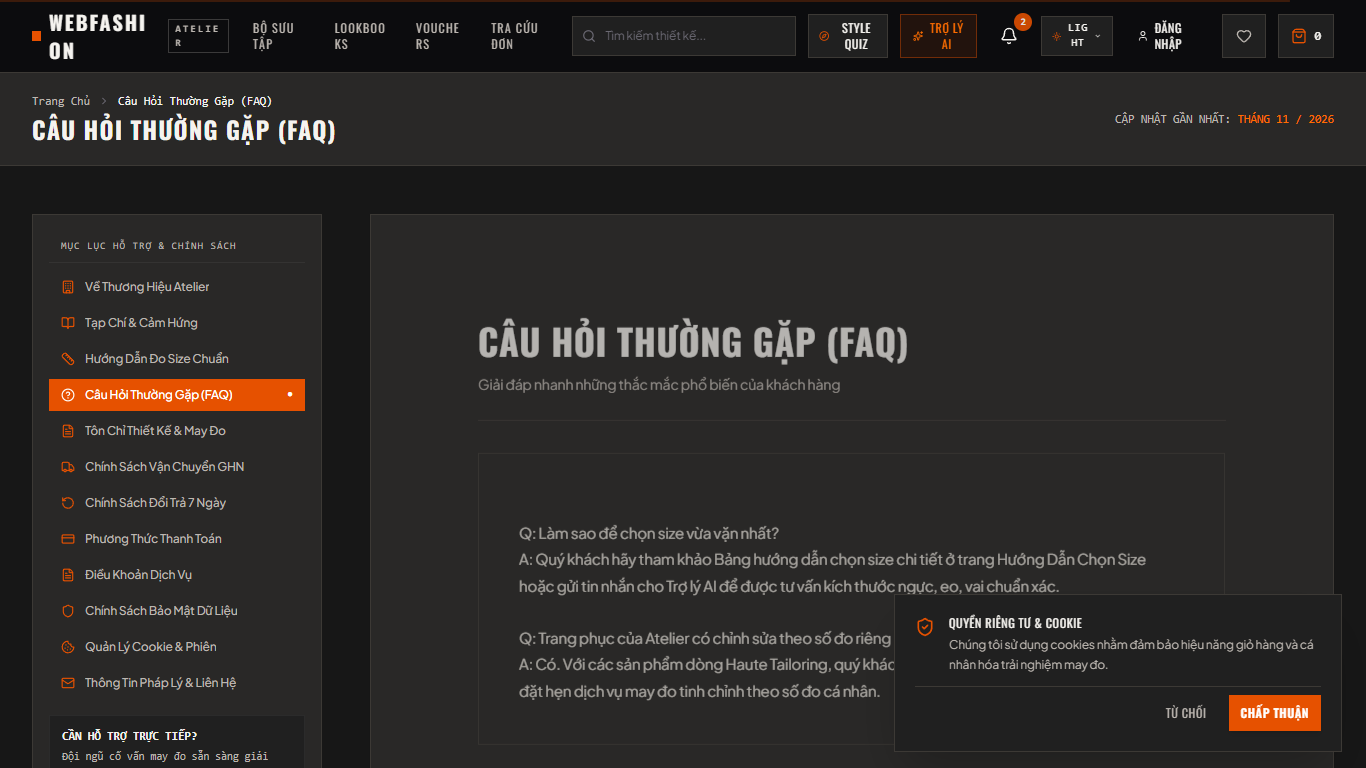 WEBFASHI
ON
ATELIE
R
BỘ SƯU
TẬP
LOOKBOO
KS
VOUCHE
RS
TRA CỨU
ĐƠN
Tìm kiếm thiết kế...
STYLE
QUIZ
TRỢ LÝ
AI
2
LIG
HT
ĐĂNG
NHẬP
0
Trang Chủ > Câu Hỏi Thường Gặp (FAQ)
CÂU HỎI THƯỜNG GẶP (FAQ)
CẬP NHẬT GẦN NHẤT: THÁNG 11 / 2026
MỤC LỤC HỖ TRỢ & CHÍNH SÁCH
Về Thương Hiệu Atelier
Tạp Chí & Cảm Hứng
Hướng Dẫn Đo Size Chuẩn
Câu Hỏi Thường Gặp (FAQ)
Tôn Chỉ Thiết Kế & May Đo
Chính Sách Vận Chuyển GHN
Chính Sách Đổi Trả 7 Ngày
Phương Thức Thanh Toán
Điều Khoản Dịch Vụ
Chính Sách Bảo Mật Dữ Liệu
Quản Lý Cookie & Phiên
Thông Tin Pháp Lý & Liên Hệ
CẦN HỖ TRỢ TRỰC TIẾP?
Đội ngũ cố vấn may đo sẵn sàng giải
CÂU HỎI THƯỜNG GẶP (FAQ)
Giải đáp nhanh những thắc mắc phổ biến của khách hàng
Q: Làm sao để chọn size vừa vặn nhất?
A: Quý khách hãy tham khảo Bảng hướng dẫn chọn size chi tiết ở trang Hướng Dẫn Chọn Size
hoặc gửi tin nhắn cho Trợ lý AI để được tư vấn kích thước ngực, eo, vai chuẩn xác.
Q: Trang phục của Atelier có chỉnh sửa theo số đo riêng
A: Có. Với các sản phẩm dòng Haute Tailoring, quý khác
đặt hẹn dịch vụ may đo tinh chỉnh theo số đo cá nhân.
QUYỀN RIÊNG TƯ & COOKIE
Chúng tôi sử dụng cookies nhằm đảm bảo hiệu năng giỏ hàng và cá
nhân hóa trải nghiệm may đo.
TỪ CHỐI
CHẤP THUẬN